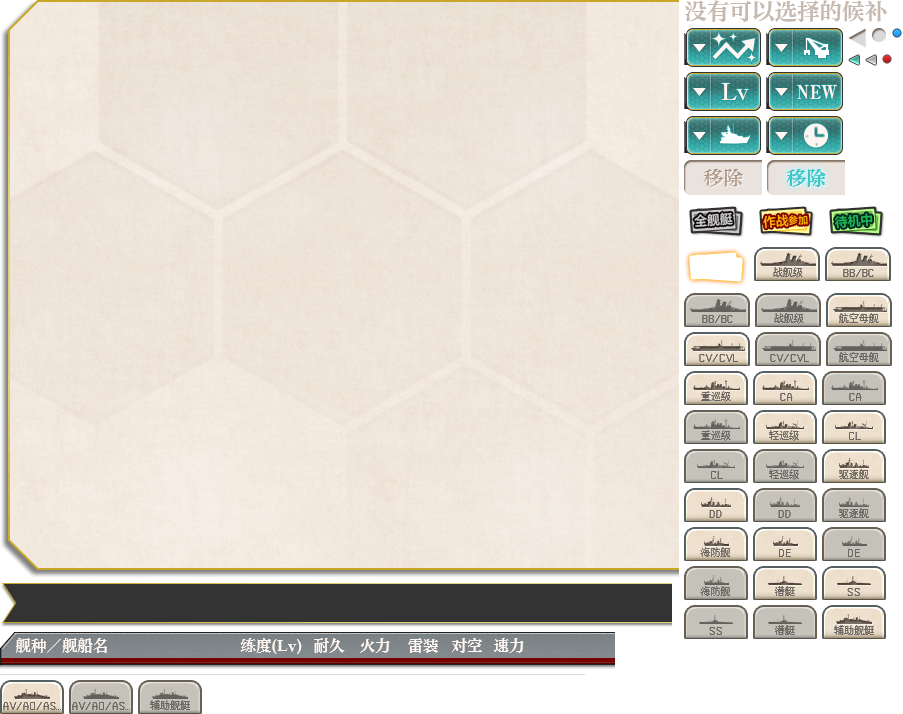 没有可以选择的候补
Lv
NEW
移除 移除
全舰艇 作战参加 待机中
战舰级 BB/BC
BB/BC 战舰级 航空母舰
CV/CVL CV/CVL 航空母舰
重巡级 CA CA
重巡级 轻巡级 CL
CL 轻巡级 驱逐舰
DD DD 驱逐舰
海防舰 DE DE
海防舰 潜艇 SS
SS 潜艇 辅助舰艇
舰种／舰船名 练度(Lv) 耐久 火力 雷装 对空 速力
AV/AO/AS… AV/AO/AS… 辅助舰艇